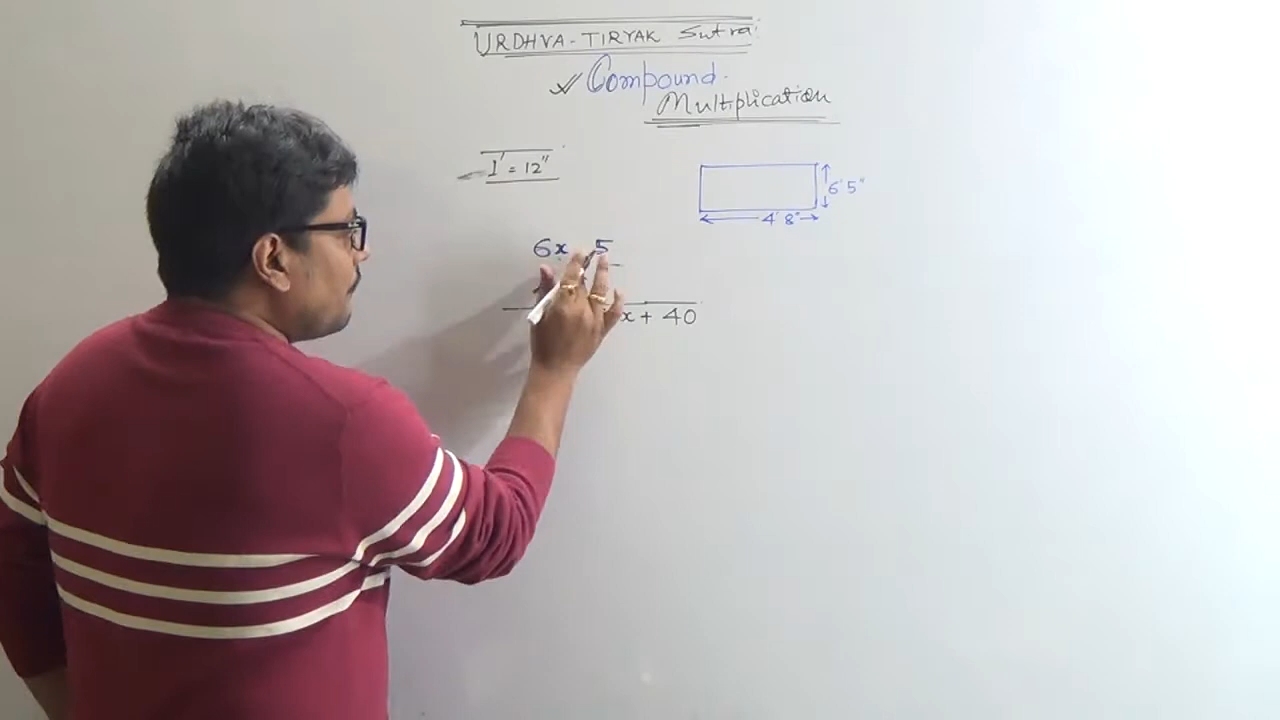 URDHVA-TIRYAK Sutra
✓ Compound
Multiplication
1' = 12"
6' 5"
4' 8"
6x 5
x + 40